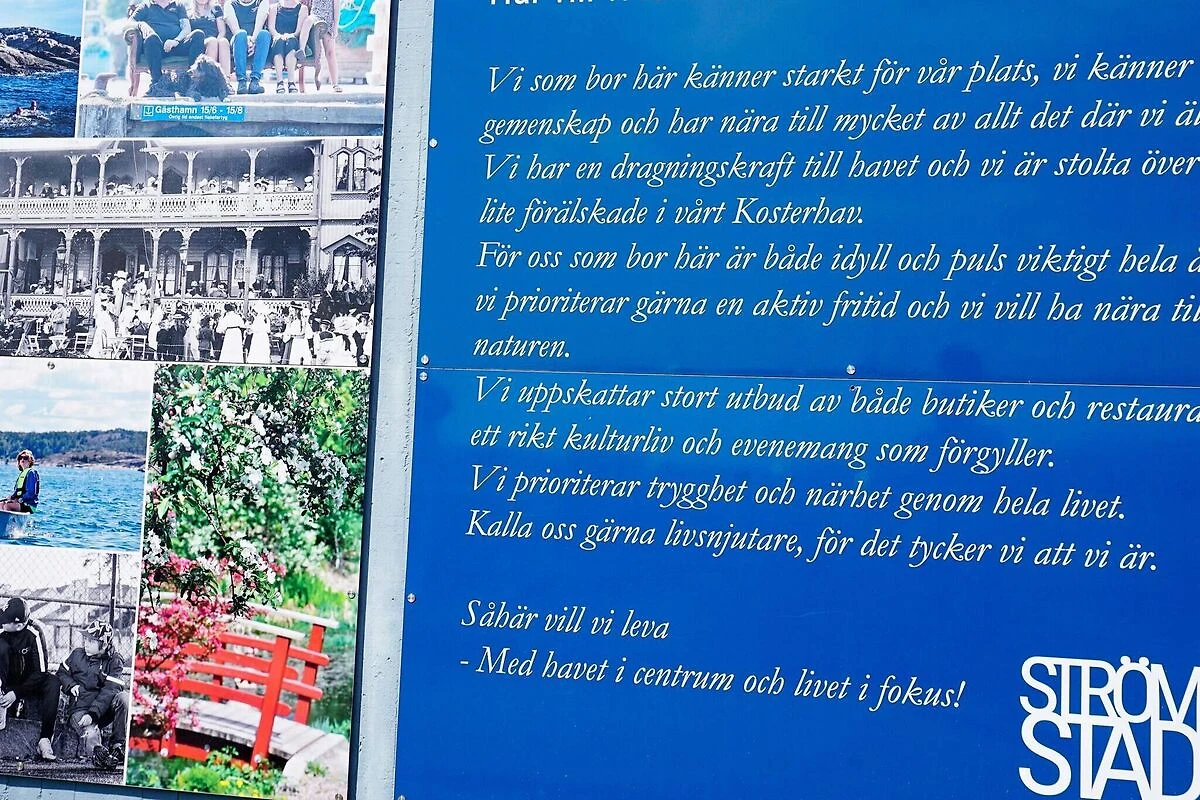 Gästhamn 15/6 - 15/8
Vi som bor här känner starkt för vår plats, vi känner
gemenskap och har nära till mycket av allt det där vi
Vi har en dragningskraft till havet och vi är stolta över
lite förälskade i vårt Kosterhav.
För oss som bor här är både idyll och puls viktigt hela
vi prioriterar gärna en aktiv fritid och vi vill ha nära
naturen.
Vi uppskattar stort utbud av både butiker och
ett rikt kulturliv och evenemang som förgyller.
Vi prioriterar trygghet och närhet genom hela livet.
Kalla oss gärna livsnjutare, för det tycker vi att vi är.
Såhär vill vi leva
- Med havet i centrum och livet i fokus!
STRÖM
STAD